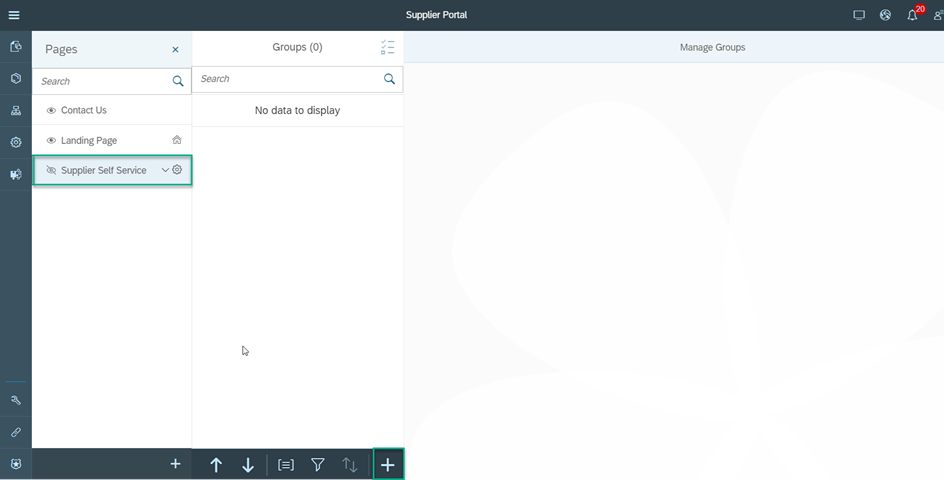 Supplier Portal
20
Pages
Groups (0)
Manage Groups
Search
Search
Contact Us
No data to display
Landing Page
Supplier Self Service